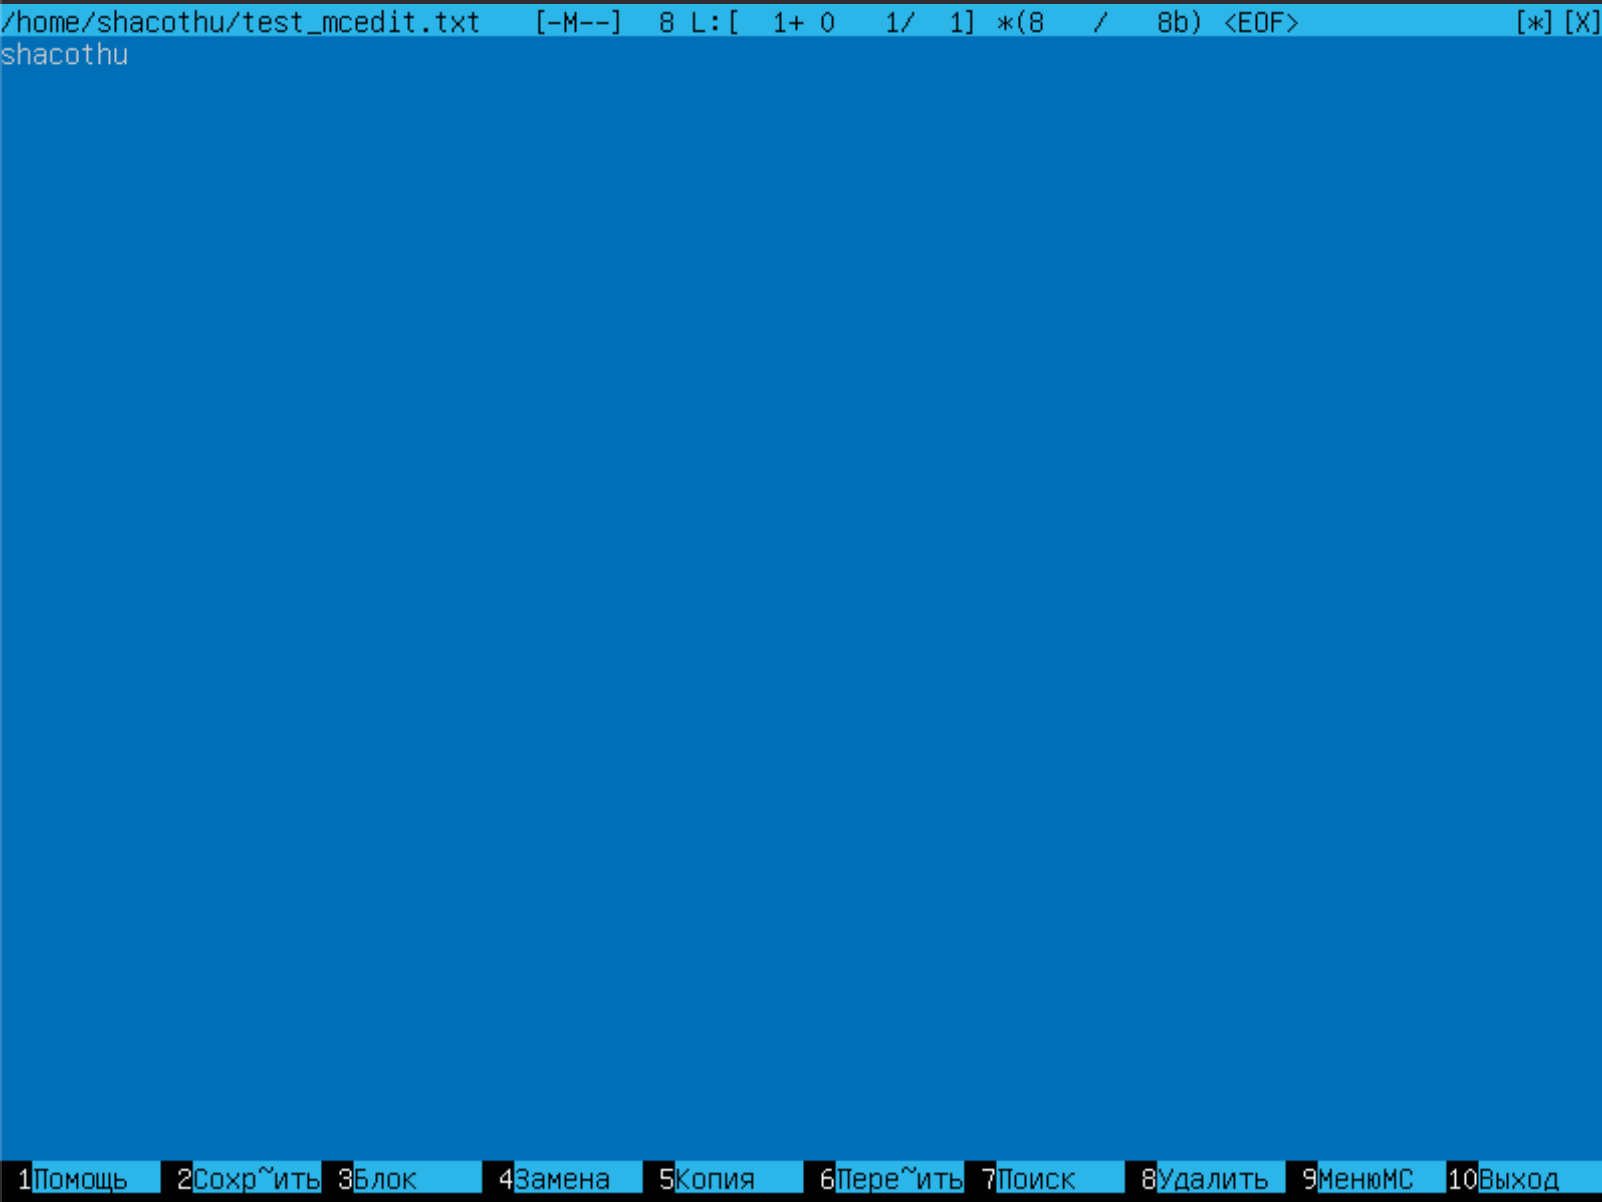 /home/shacothu/test_mcedit.txt [-M--] 8 L:[ 1+ 0 1/ 1] *(8 / 8b) <EOF> [*][X]
shacothu
1Помощь 2Сохр~ить 3Блок 4Замена 5Копия 6Пере~ить 7Поиск 8Удалить 9МенюMC 10Выход